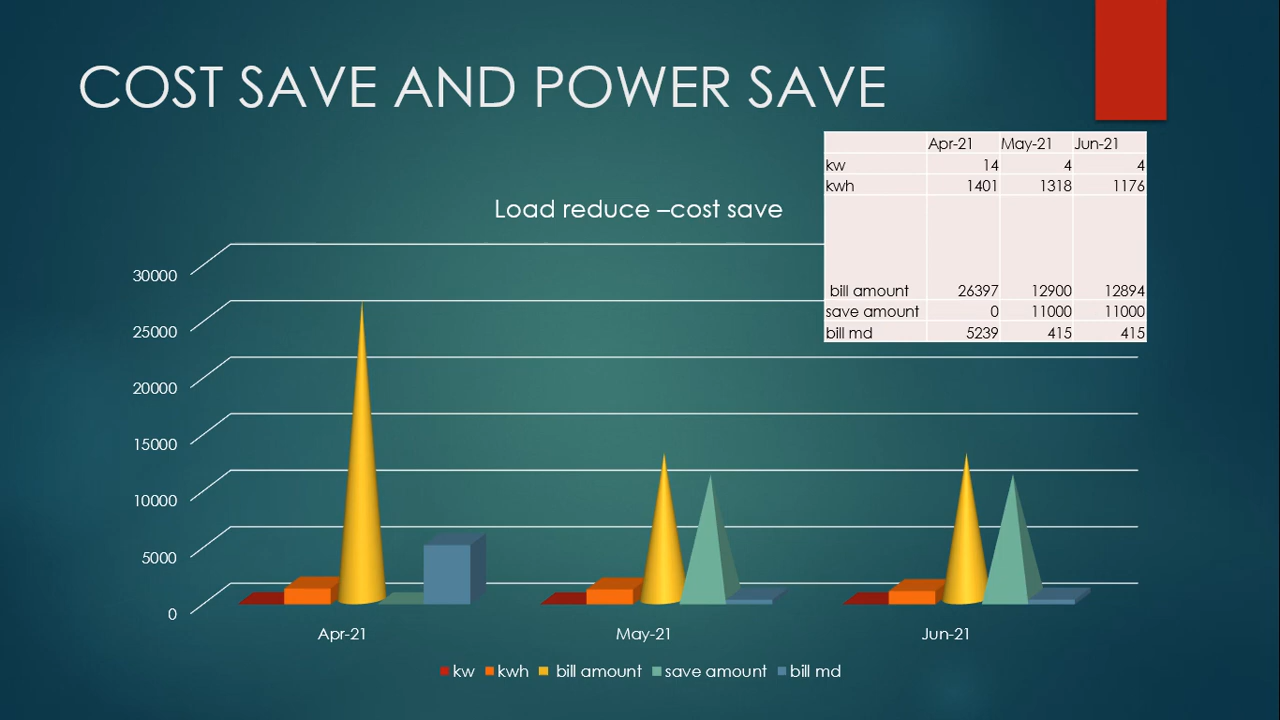 COST SAVE AND POWER SAVE
Apr-21 May-21 Jun-21
kw 14 4 4
kwh 1401 1318 1176
bill amount 26397 12900 12894
save amount 0 11000 11000
bill md 5239 415 415
Load reduce –cost save
30000
25000
20000
15000
10000
5000
0
Apr-21 May-21 Jun-21
kw kwh bill amount save amount bill md